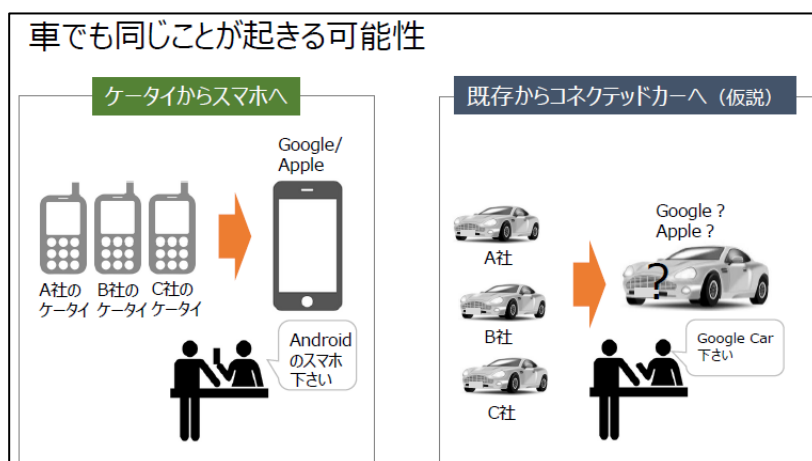 車でも同じことが起きる可能性
ケータイからスマホへ
Google/
Apple
A社の
ケータイ
B社の
ケータイ
C社の
ケータイ
Android
のスマホ
下さい
既存からコネクテッドカーへ（仮説）
A社
B社
C社
Google ?
Apple ?
?
Google Car
下さい